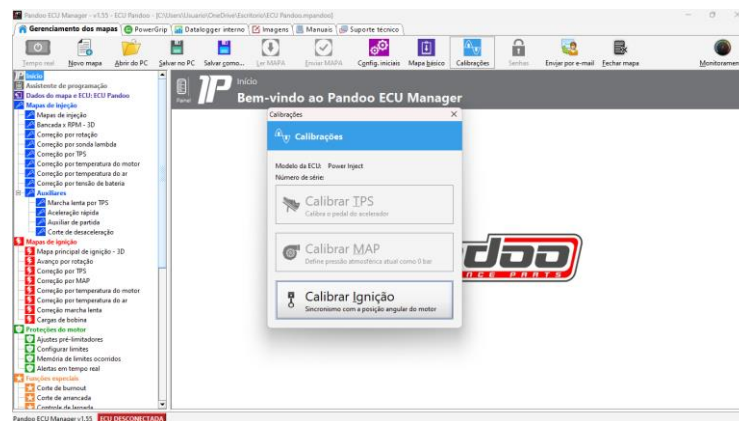 Pandoo ECU Manager - v1.55 - ECU Pandoo - [C:\Users\Usuario\OneDrive\Escritorio\ECU Pandoo.mpandoo]
Gerenciamento dos mapas PowerGrip Datalogger interno Imagens Manuais Suporte técnico
Tempo real Novo mapa Abrir do PC Salvar no PC Salvar como... Ler MAPA Enviar MAPA Config. iniciais Mapa básico Calibrações Senhas Enviar por e-mail Fechar mapa Monitoramen
Início
Assistente de programação
Dados do mapa e ECU: ECU Pandoo
Mapas de injeção
Mapas de injeção
Bancada x RPM - 3D
Correção por rotação
Correção por sonda lambda
Correção por TPS
Correção por temperatura do motor
Correção por temperatura do ar
Correção por tensão de bateria
Auxiliares
Marcha lenta por TPS
Aceleração rápida
Auxiliar de partida
Corte de desaceleração
Mapas de ignição
Mapa principal de ignição - 3D
Avanço por rotação
Correção por TPS
Correção por MAP
Correção por temperatura do motor
Correção por temperatura do ar
Correção marcha lenta
Cargas de bobina
Proteções do motor
Ajustes pré-limitadores
Configurar limites
Memória de limites ocorridos
Alertas em tempo real
Funções especiais
Corte de burnout
Corte de arrancada
Controle de largada
Painel
Início
Bem-vindo ao Pandoo ECU Manager
Calibrações
Calibrações
Modelo da ECU: Power Inject
Número de série:
Calibrar TPS
Calibra o pedal do acelerador
Calibrar MAP
Define pressão atmosférica atual como 0 bar
Calibrar Ignição
Sincronismo com a posição angular do motor
doo
NCE PARTS
Pandoo ECU Manager v1.55 ECU DESCONECTADA